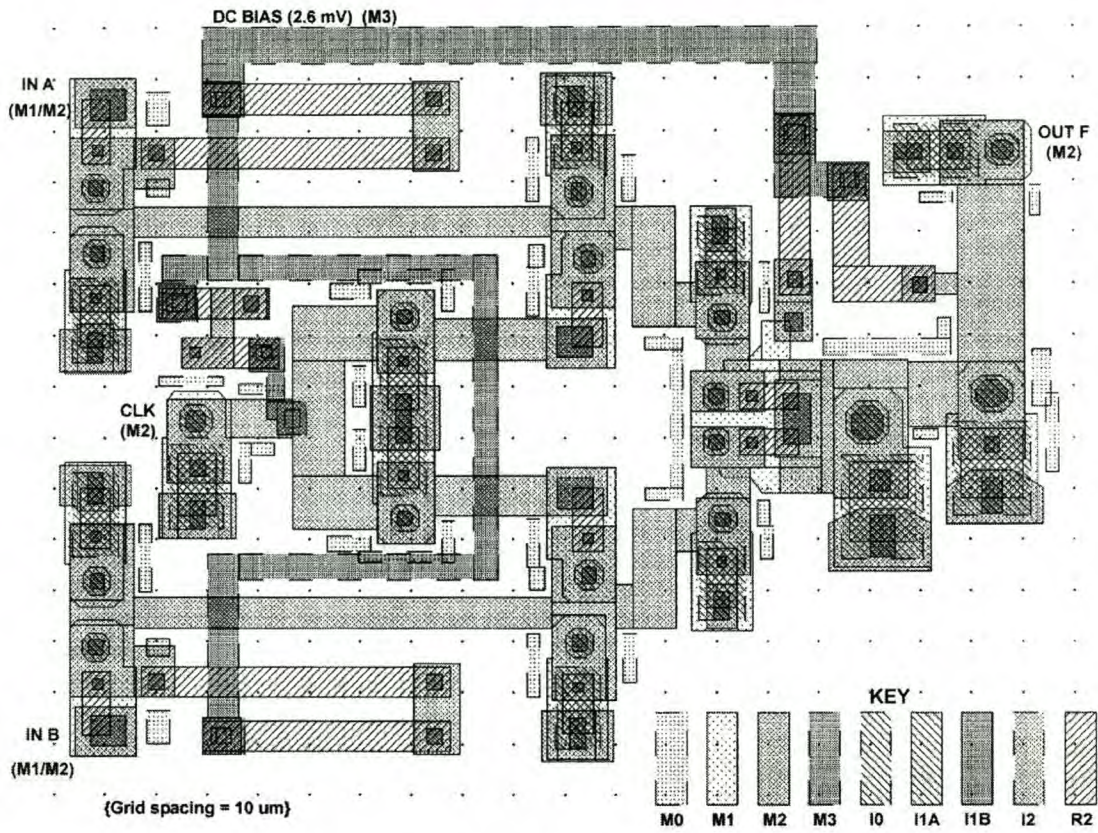 DC BIAS (2.6 mV) (M3)
IN A
(M1/M2)
OUT F
(M2)
CLK
(M2)
IN B
(M1/M2)
{Grid spacing = 10 um}
KEY
M0 M1 M2 M3 I0 I1A I1B I2 R2